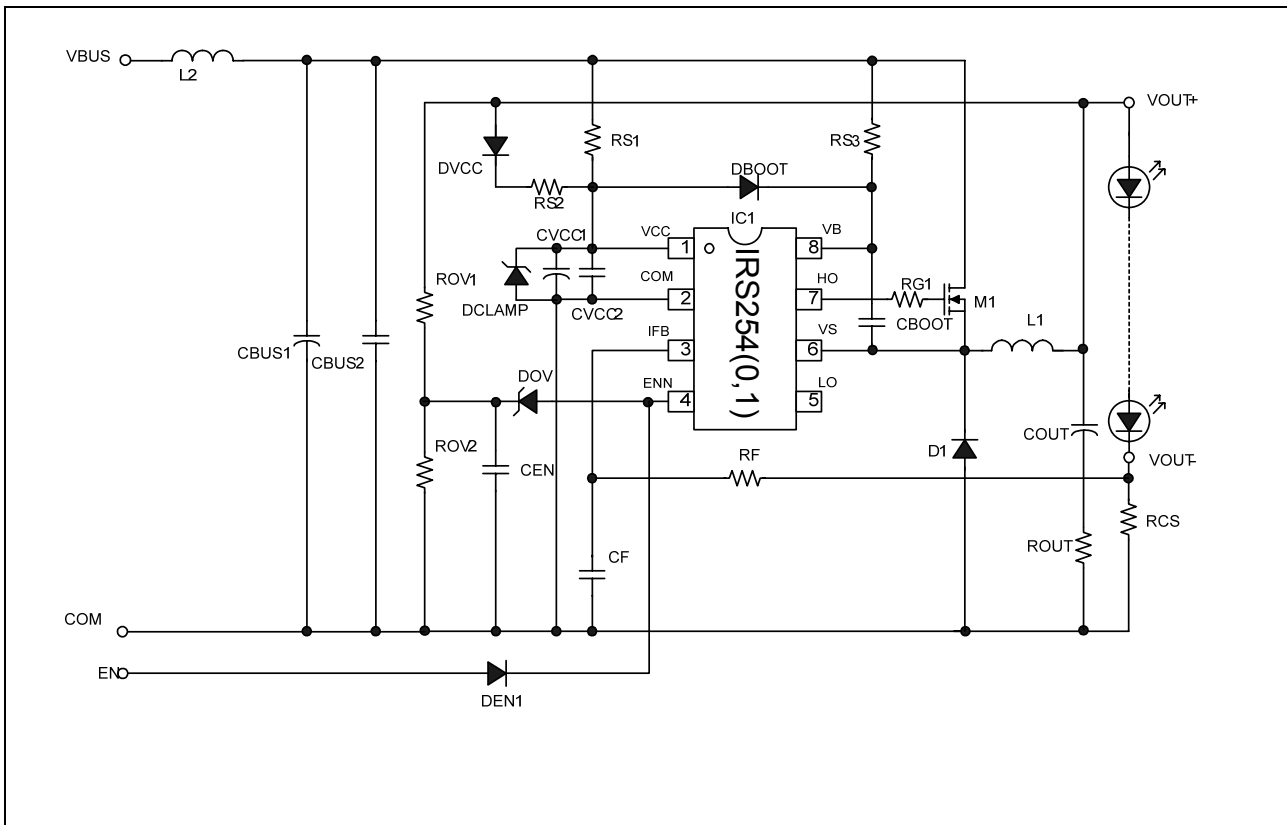 VBUS
L2
VOUT+
RS1
RS3
DVCC
DBOOT
RS2
IC1
CVCC1
VCC
1
8
VB
COM
2
7
HO
RG1
M1
DCLAMP
CVCC2
ROV1
IRS254(0,1)
CBOOT
L1
IFB
3
6
VS
CBUS1
CBUS2
DOV
ENN
4
5
LO
ROV2
CEN
RF
D1
COUT
VOUT-
RCS
ROUT
CF
COM
EN
DEN1